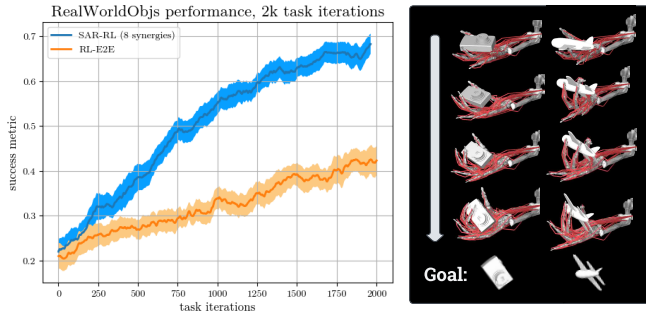 RealWorldObjs performance, 2k task iterations
SAR-RL (8 synergies)
RL-E2E
success metric
0.7
0.6
0.5
0.4
0.3
0.2
0
250
500
750
1000
1250
1500
1750
2000
task iterations
Goal: